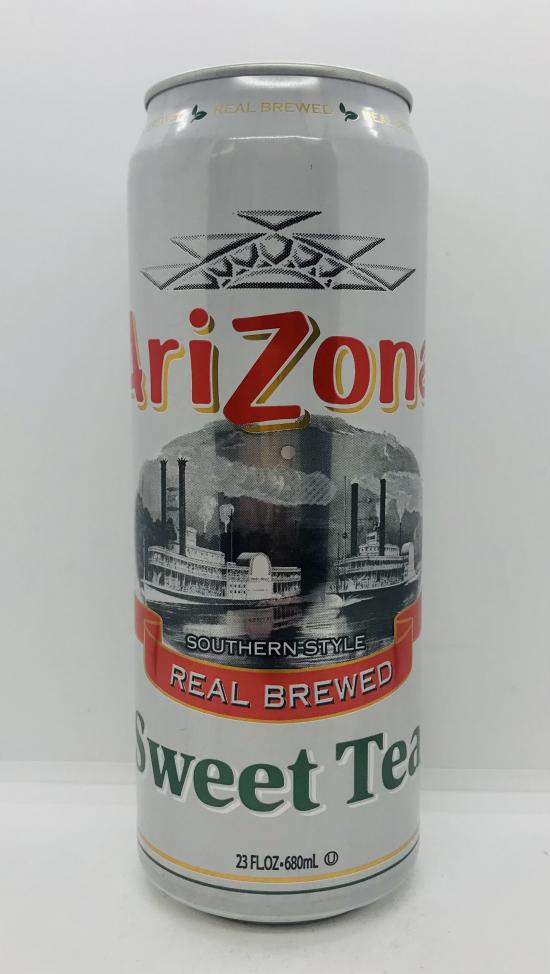 REAL BREWED
AriZona
SOUTHERN-STYLE
REAL BREWED
Sweet Tea
23 FL.OZ•680mL Ⓤ